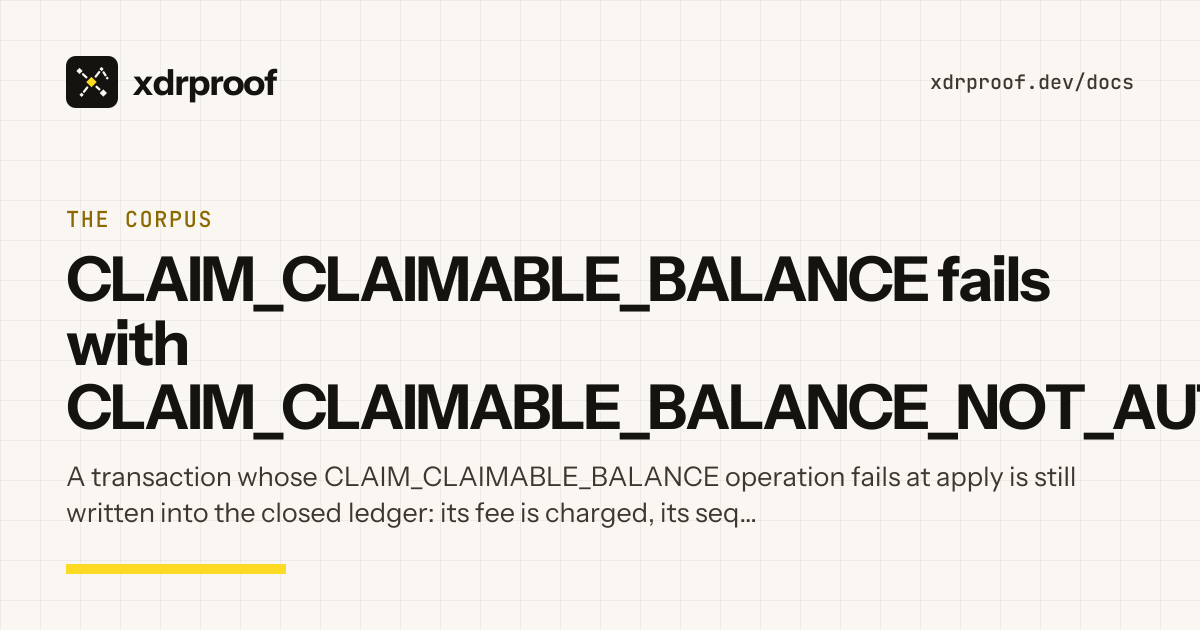 xdrproof
xdrproof.dev/docs
THE CORPUS
CLAIM_CLAIMABLE_BALANCE fails
with
CLAIM_CLAIMABLE_BALANCE_NOT_AU
A transaction whose CLAIM_CLAIMABLE_BALANCE operation fails at apply is still
written into the closed ledger: its fee is charged, its seq…